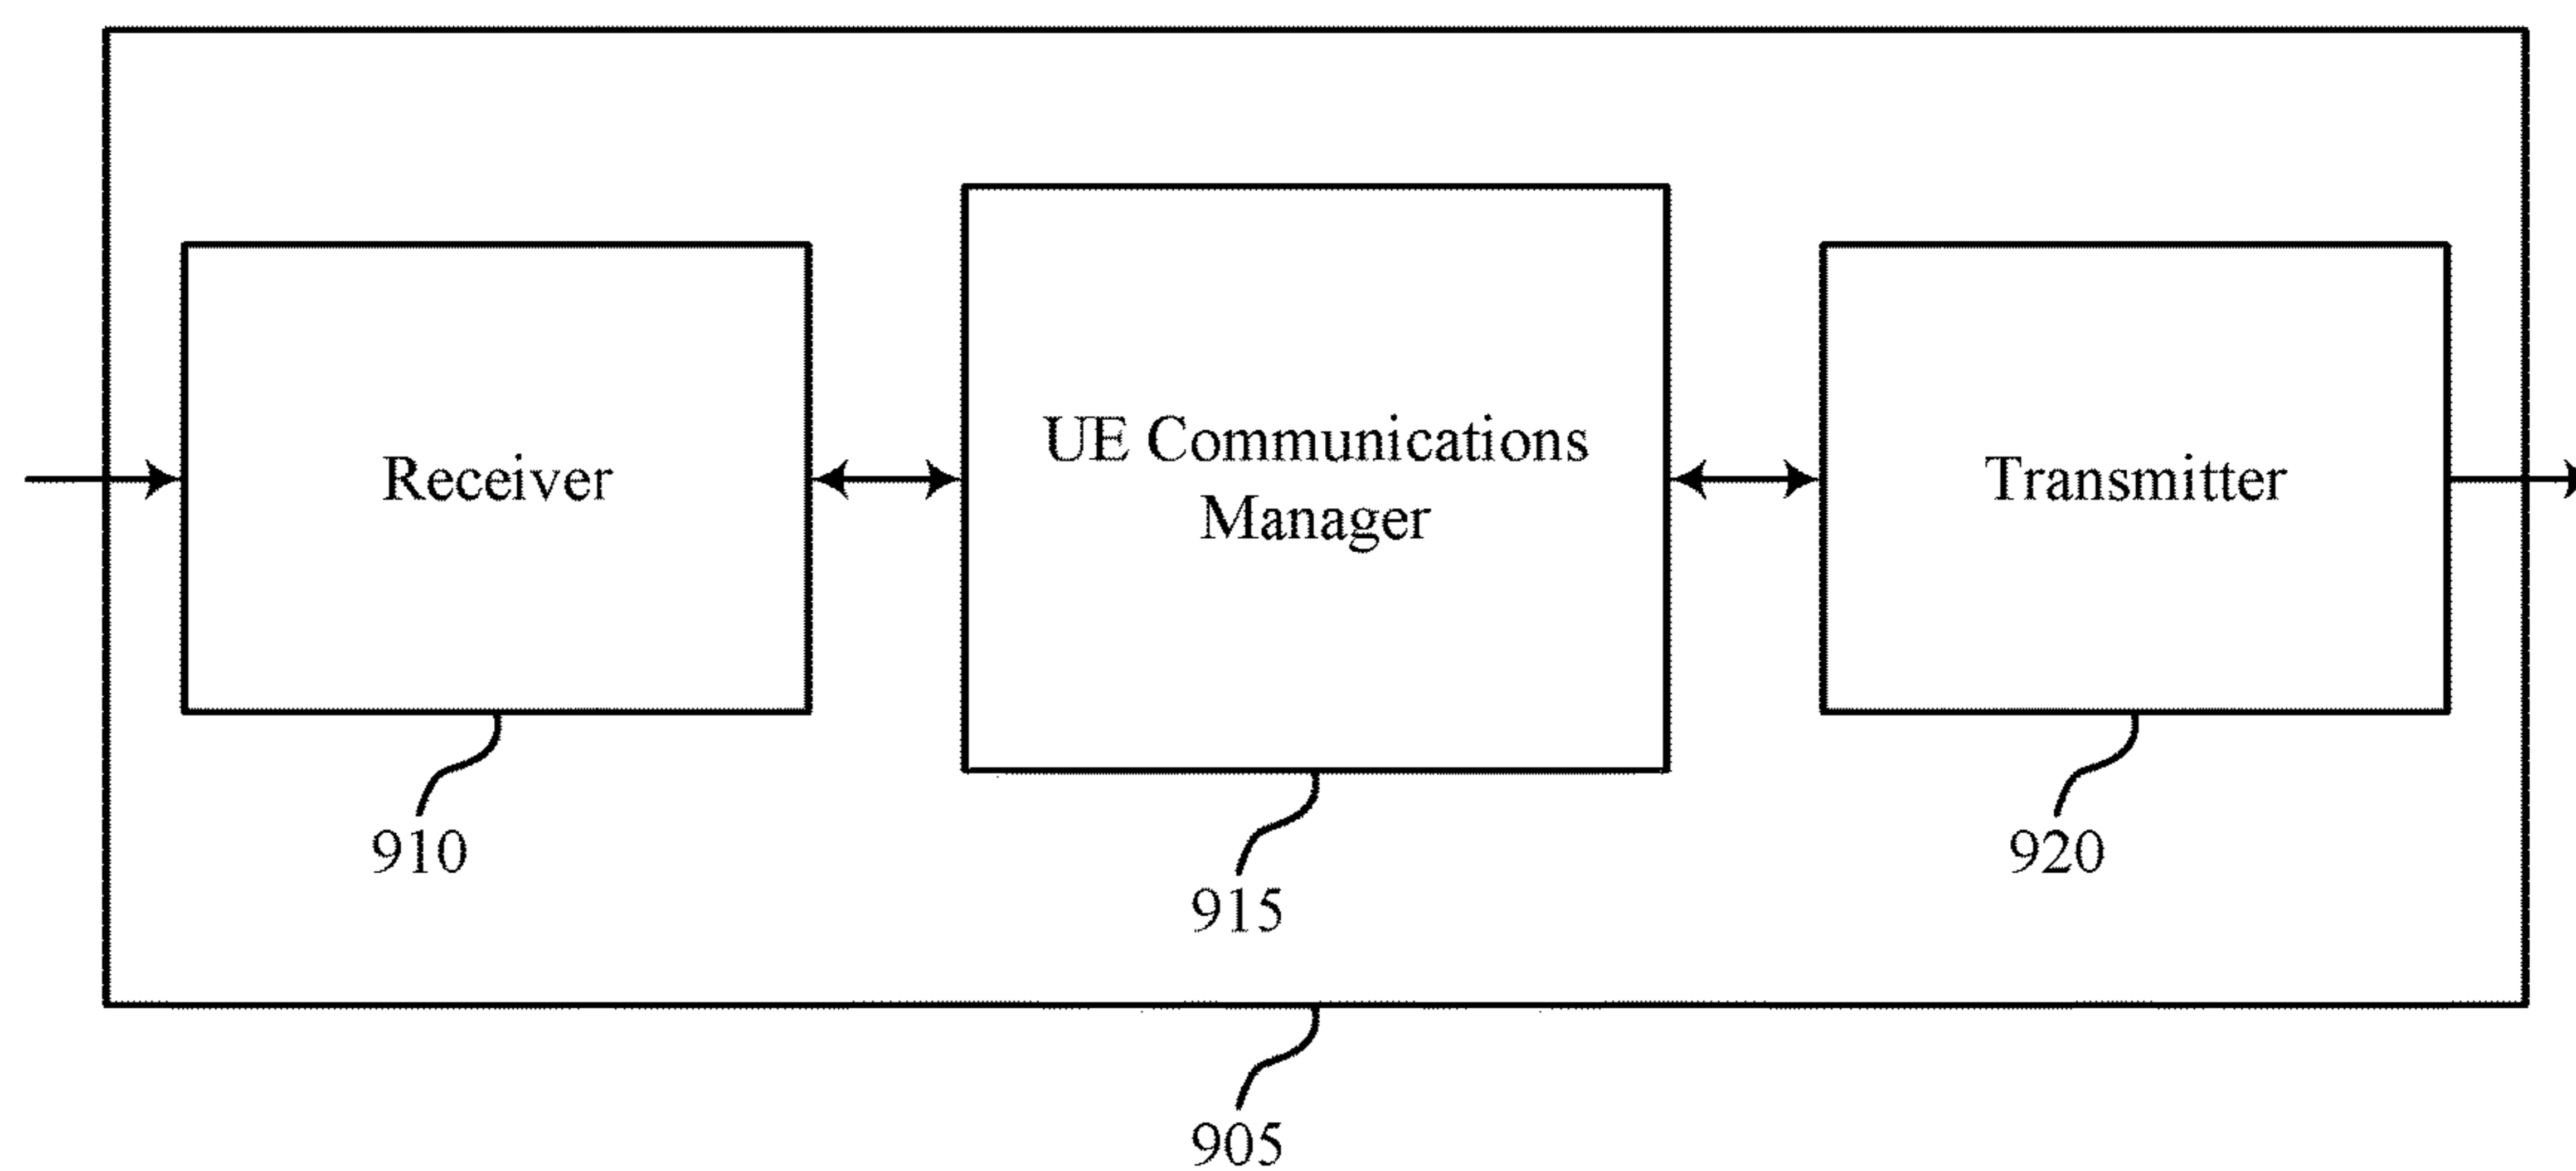 Receiver
UE Communications
Manager
Transmitter
910
915
920
905